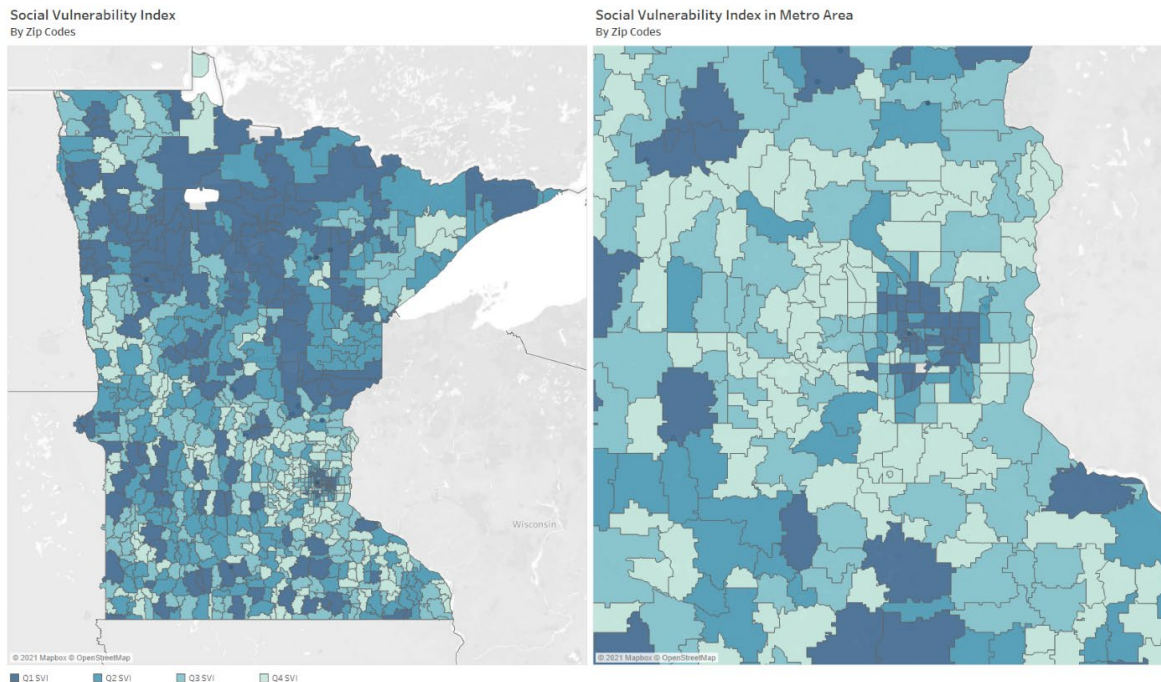 Social Vulnerability Index
By Zip Codes
Wisconsin
© 2021 Mapbox © OpenStreetMap
Q1 SVI
Q2 SVI
Q3 SVI
Q4 SVI
Social Vulnerability Index in Metro Area
By Zip Codes
© 2021 Mapbox © OpenStreetMap